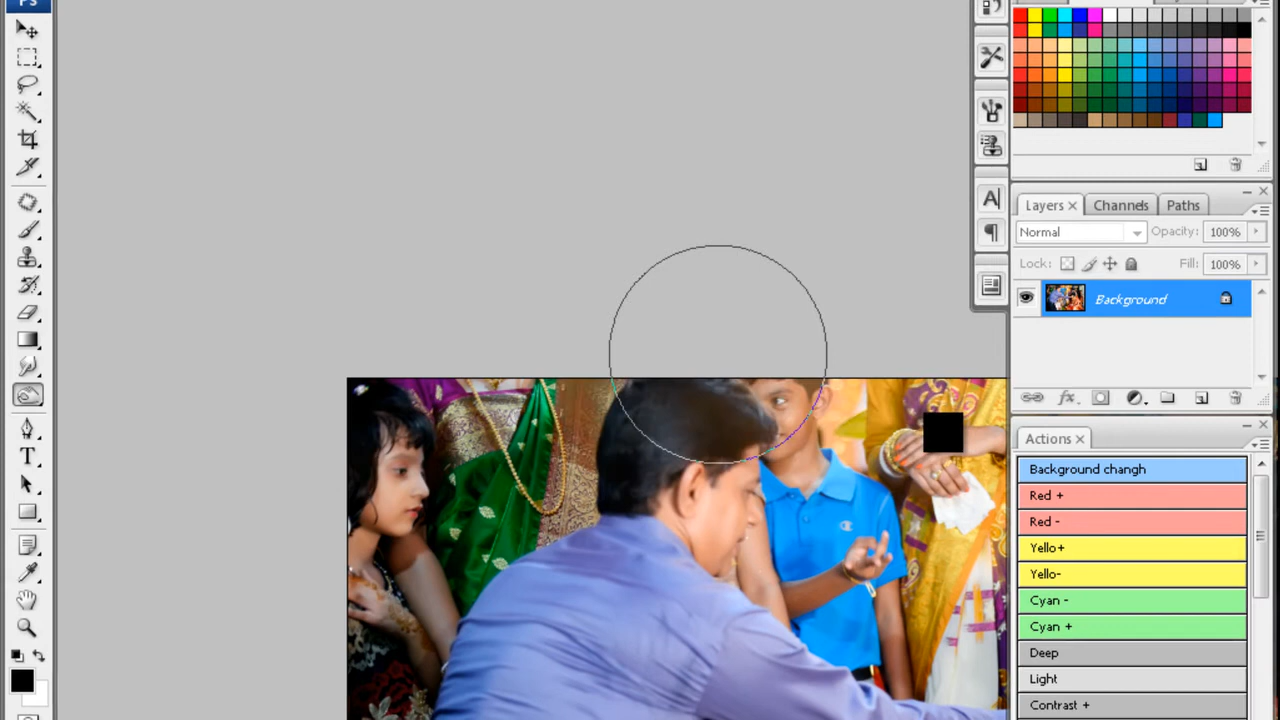 Ps
Layers × Channels Paths
Normal Opacity: 100%
Lock: Fill: 100%
Background
Actions ×
Background changh
Red +
Red -
Yello+
Yello-
Cyan -
Cyan +
Deep
Light
Contrast +
A
T